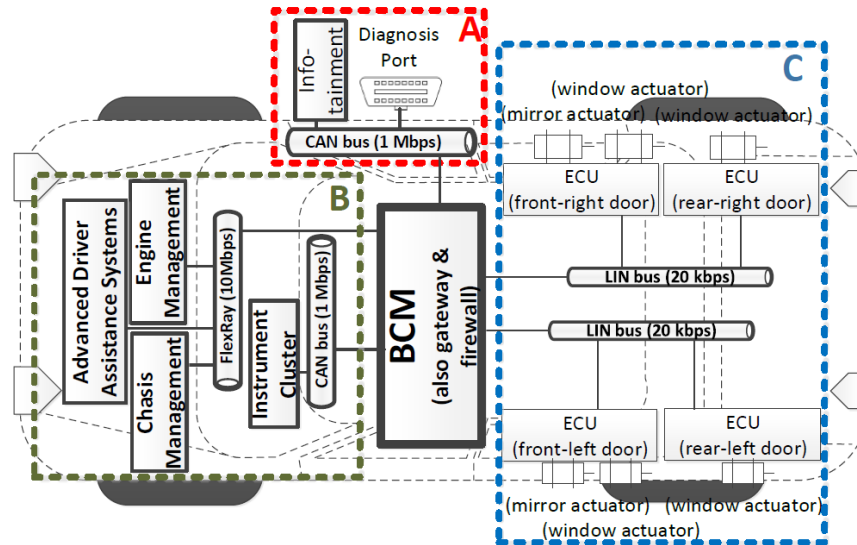 A
Info-
tainment
Diagnosis
Port
CAN bus (1 Mbps)
B
Advanced Driver
Assistance Systems
Engine
Management
Chasis
Management
FlexRay (10Mbps)
Instrument
Cluster
CAN bus (1 Mbps)
BCM
(also gateway &
firewall)
C
(window actuator)
(mirror actuator)
(window actuator)
ECU
(front-right door)
ECU
(rear-right door)
LIN bus (20 kbps)
LIN bus (20 kbps)
ECU
(front-left door)
ECU
(rear-left door)
(mirror actuator)
(window actuator)
(window actuator)